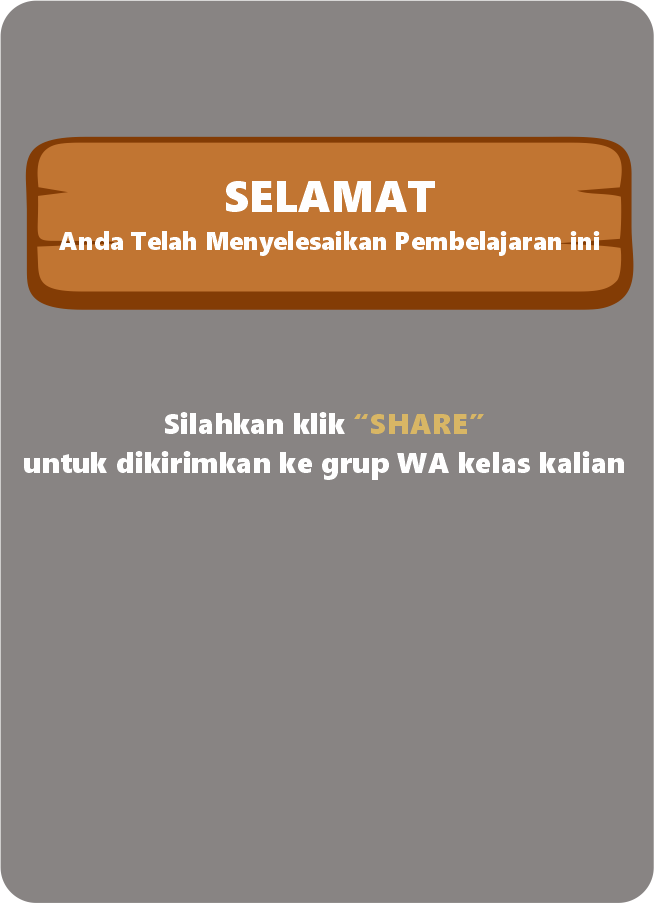 SELAMAT
Anda Telah Menyelesaikan Pembelajaran ini
Silahkan klik “SHARE”
untuk dikirimkan ke grup WA kelas kalian